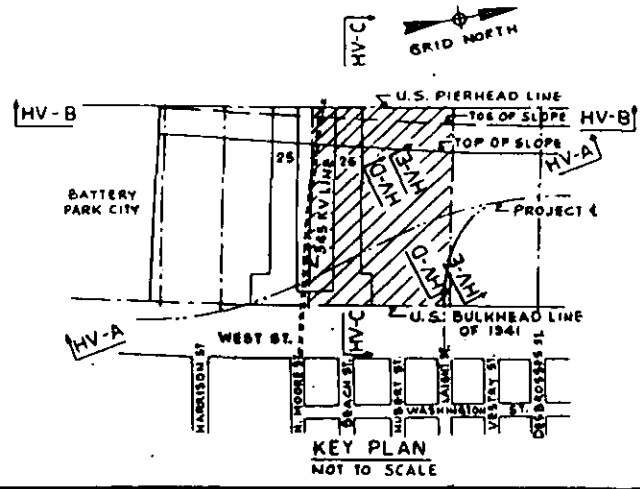 HV-C
GRID NORTH
U.S. PIERHEAD LINE
HV-B
TOE OF SLOPE
HV-B
TOP OF SLOPE
HV-A
25
26
HV-D
HV-E
BATTERY
PARK CITY
345 KV LINE
PROJECT ℄
HV-D
HV-E
U.S. BULKHEAD LINE
OF 1941
HV-A
WEST ST.
HV-C
HARRISON ST
N. MOORE ST.
BEACH ST.
HUBERT ST.
LAIGHT ST.
VESTRY ST.
DESBROSSES ST.
WASHINGTON ST.
KEY PLAN
NOT TO SCALE